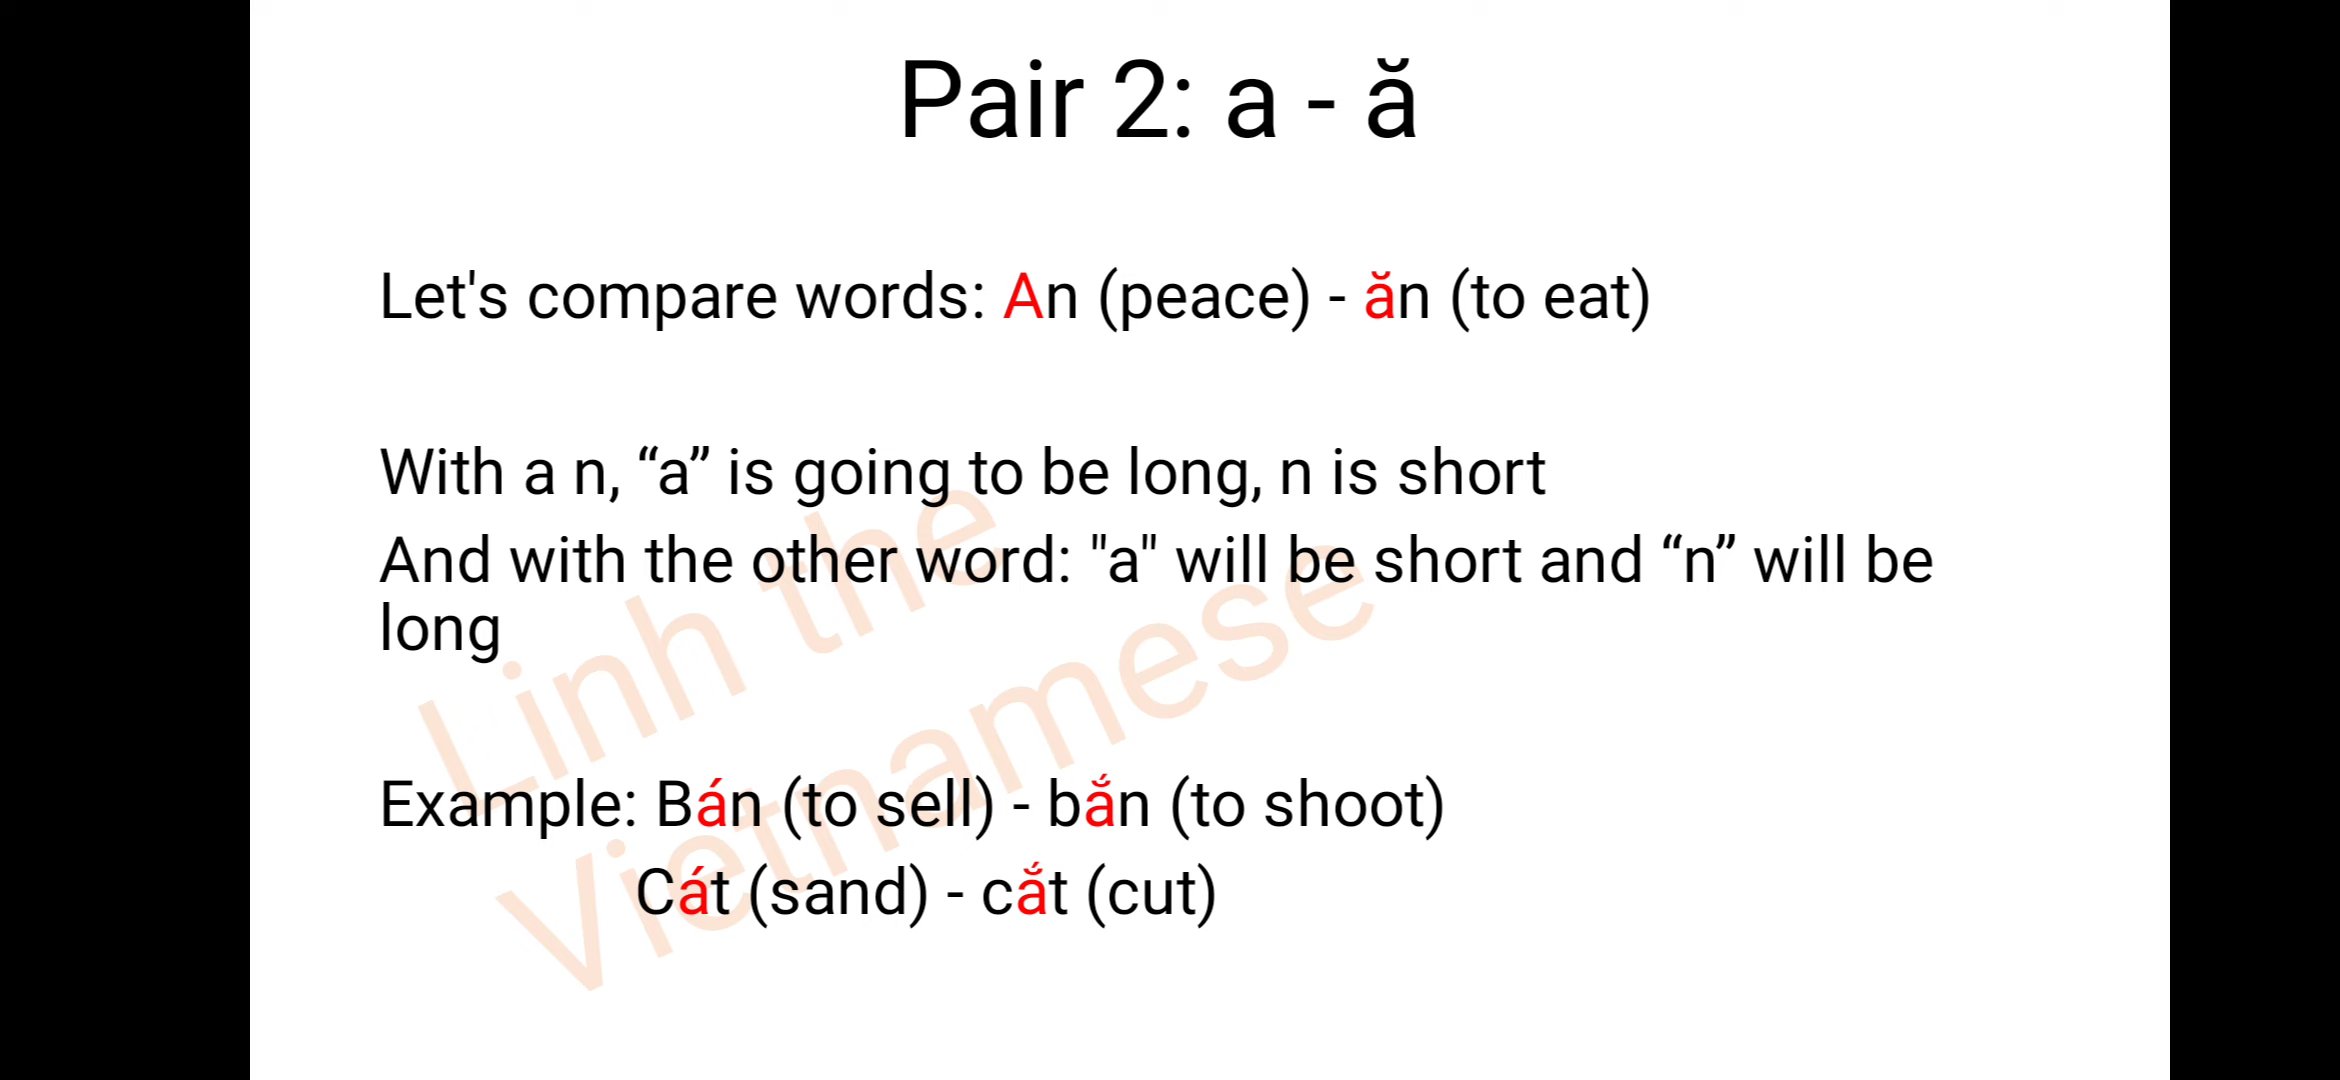 Pair 2: a - ă
Let's compare words: An (peace) - ăn (to eat)
With a n, “a” is going to be long, n is short
And with the other word: "a" will be short and “n” will be
long
Example: Bán (to sell) - bắn (to shoot)
Cát (sand) - cắt (cut)
Linh the
Vietnamese